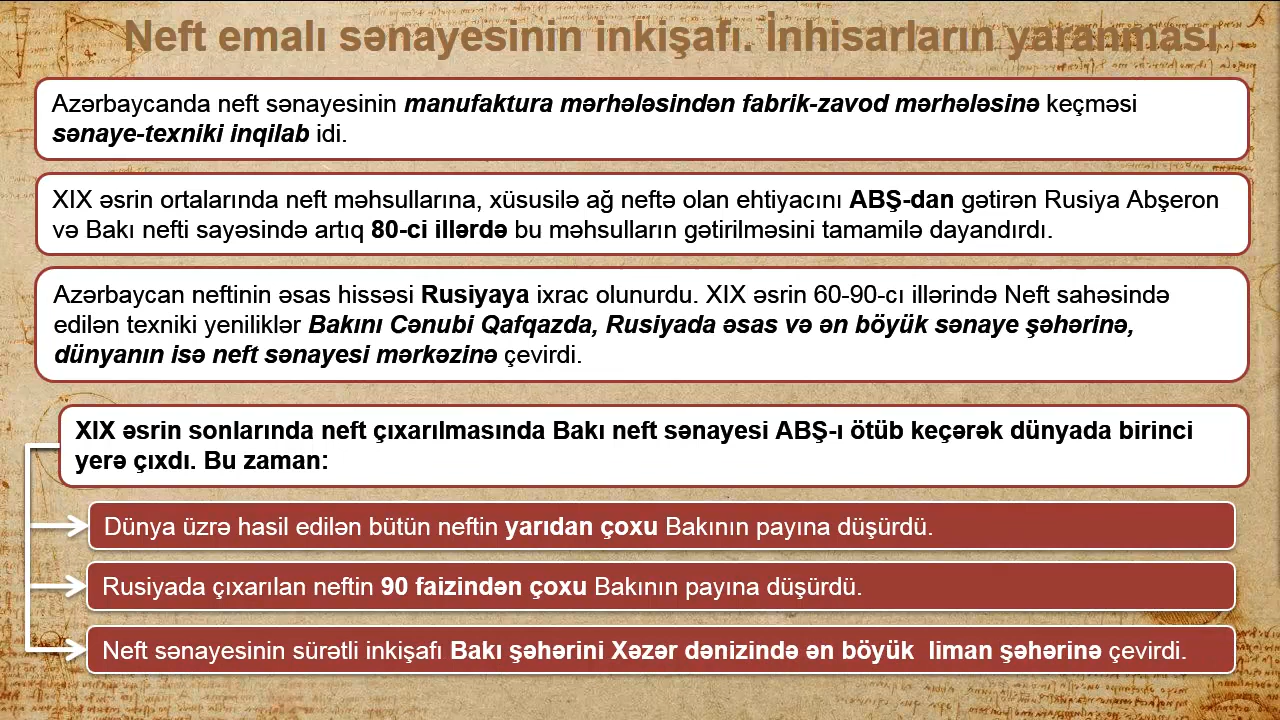 Neft emalı sənayesinin inkişafı. İnhisarların yaranması
Azərbaycanda neft sənayesinin manufaktura mərhələsindən fabrik-zavod mərhələsinə keçməsi
sənaye-texniki inqilab idi.
XIX əsrin ortalarında neft məhsullarına, xüsusilə ağ neftə olan ehtiyacını ABŞ-dan gətirən Rusiya Abşeron
və Bakı nefti sayəsində artıq 80-ci illərdə bu məhsulların gətirilməsini tamamilə dayandırdı.
Azərbaycan neftinin əsas hissəsi Rusiyaya ixrac olunurdu. XIX əsrin 60-90-cı illərində Neft sahəsində
edilən texniki yeniliklər Bakını Cənubi Qafqazda, Rusiyada əsas və ən böyük sənaye şəhərinə,
dünyanın isə neft sənayesi mərkəzinə çevirdi.
XIX əsrin sonlarında neft çıxarılmasında Bakı neft sənayesi ABŞ-ı ötüb keçərək dünyada birinci
yerə çıxdı. Bu zaman:
Dünya üzrə hasil edilən bütün neftin yarıdan çoxu Bakının payına düşürdü.
Rusiyada çıxarılan neftin 90 faizindən çoxu Bakının payına düşürdü.
Neft sənayesinin sürətli inkişafı Bakı şəhərini Xəzər dənizində ən böyük  liman şəhərinə çevirdi.